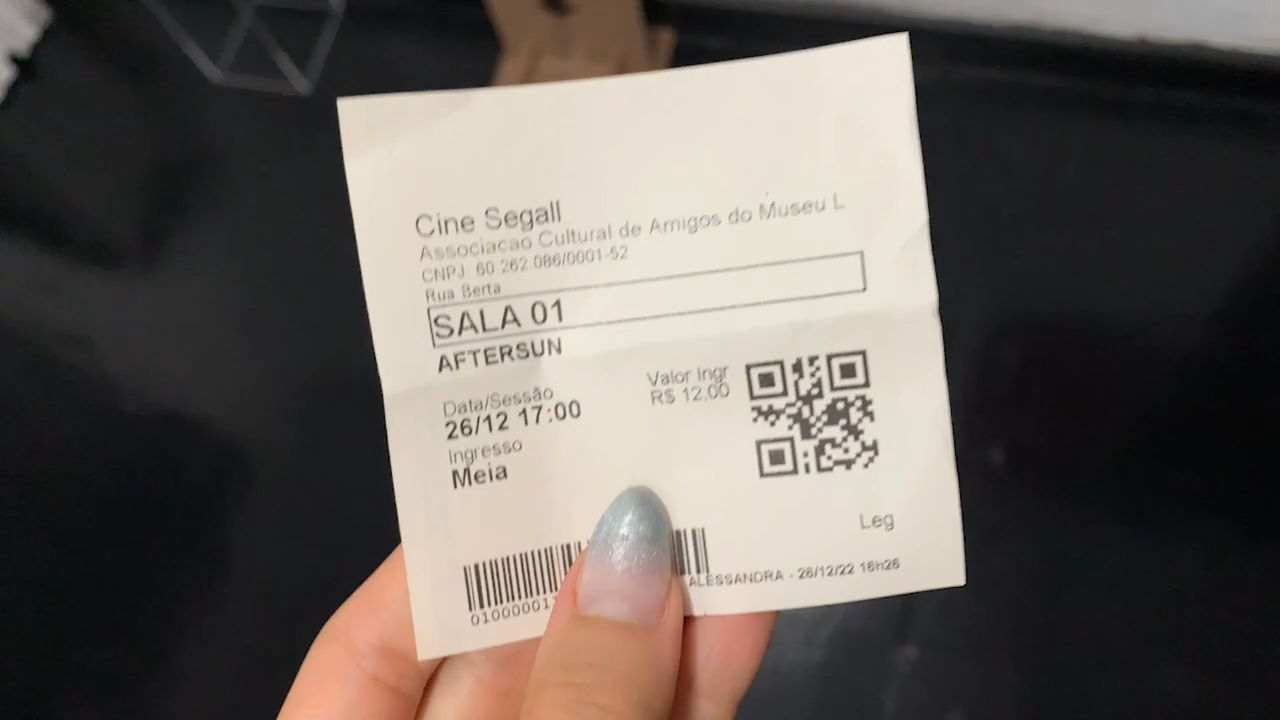 Cine Segall
Associacao Cultural de Amigos do Museu L
CNPJ: 60 262.086/0001-52
Rua Berta
SALA 01
AFTERSUN
Data/Sessão
26/12 17:00
Ingresso
Meia
Valor Ingr
R$ 12,00
Leg
ALESSANDRA - 26/12/22 16h26